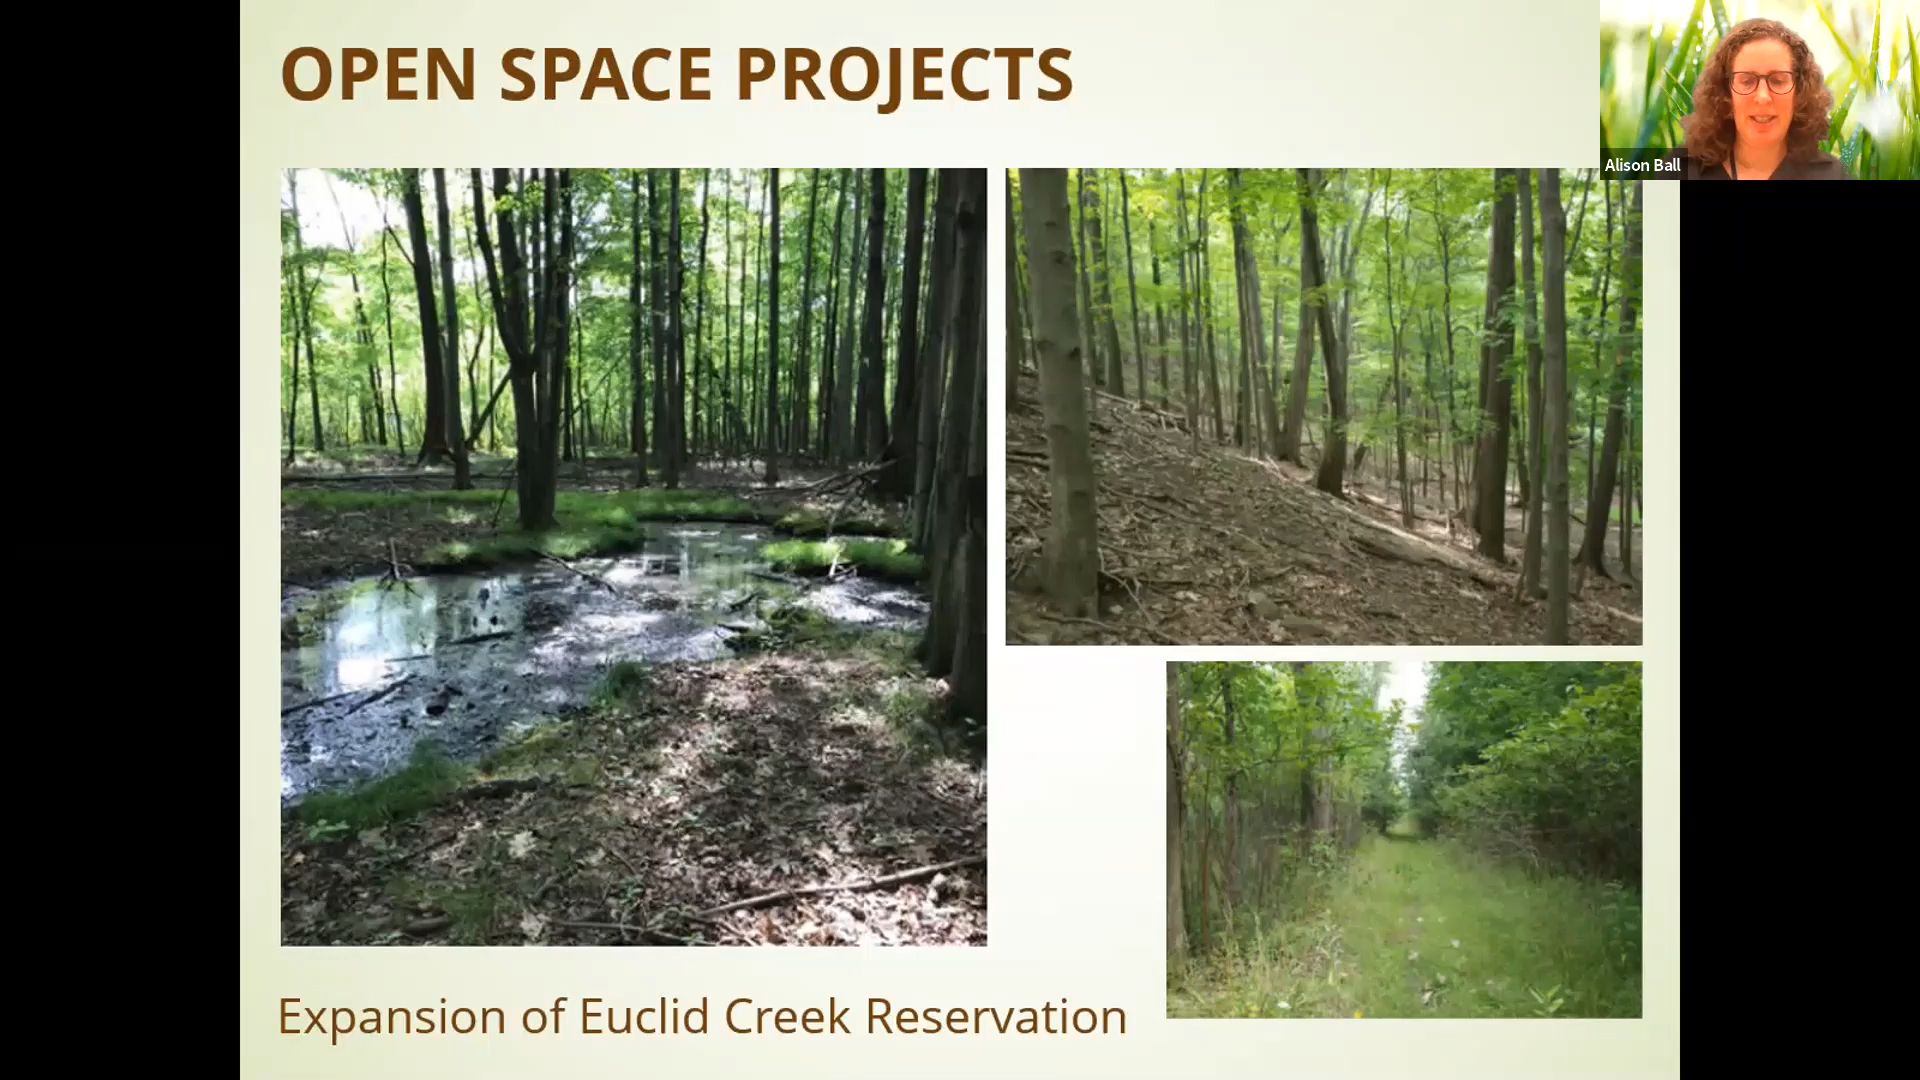 OPEN SPACE PROJECTS
Alison Ball
Expansion of Euclid Creek Reservation